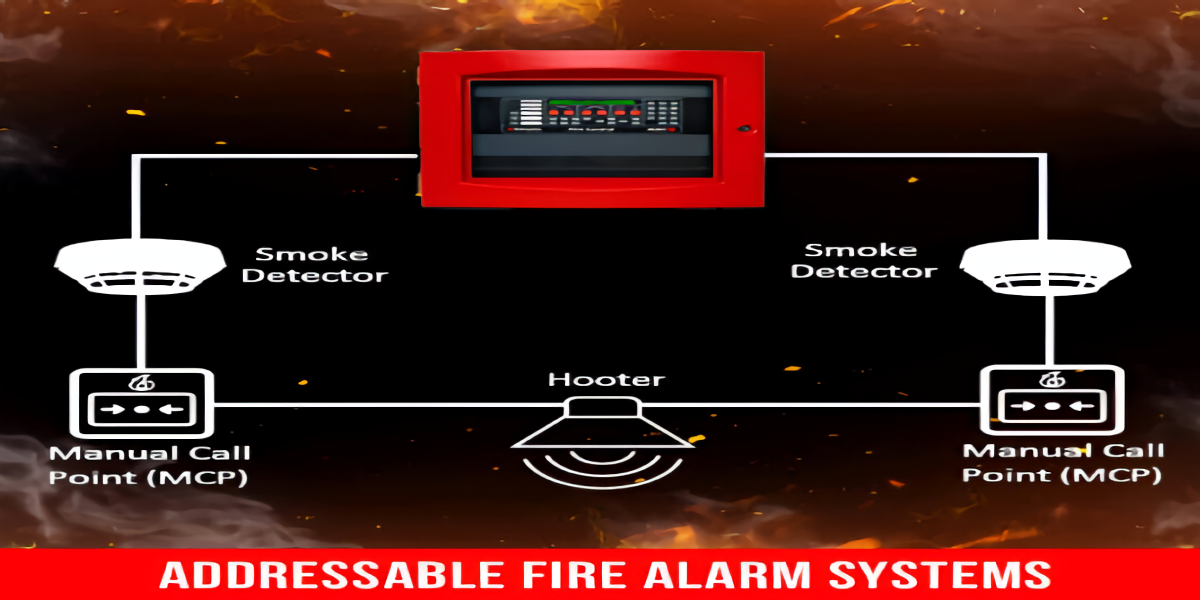 Smoke
Detector
Smoke
Detector
Hooter
Manual Call
Point (MCP)
Manual Call
Point (MCP)
ADDRESSABLE FIRE ALARM SYSTEMS